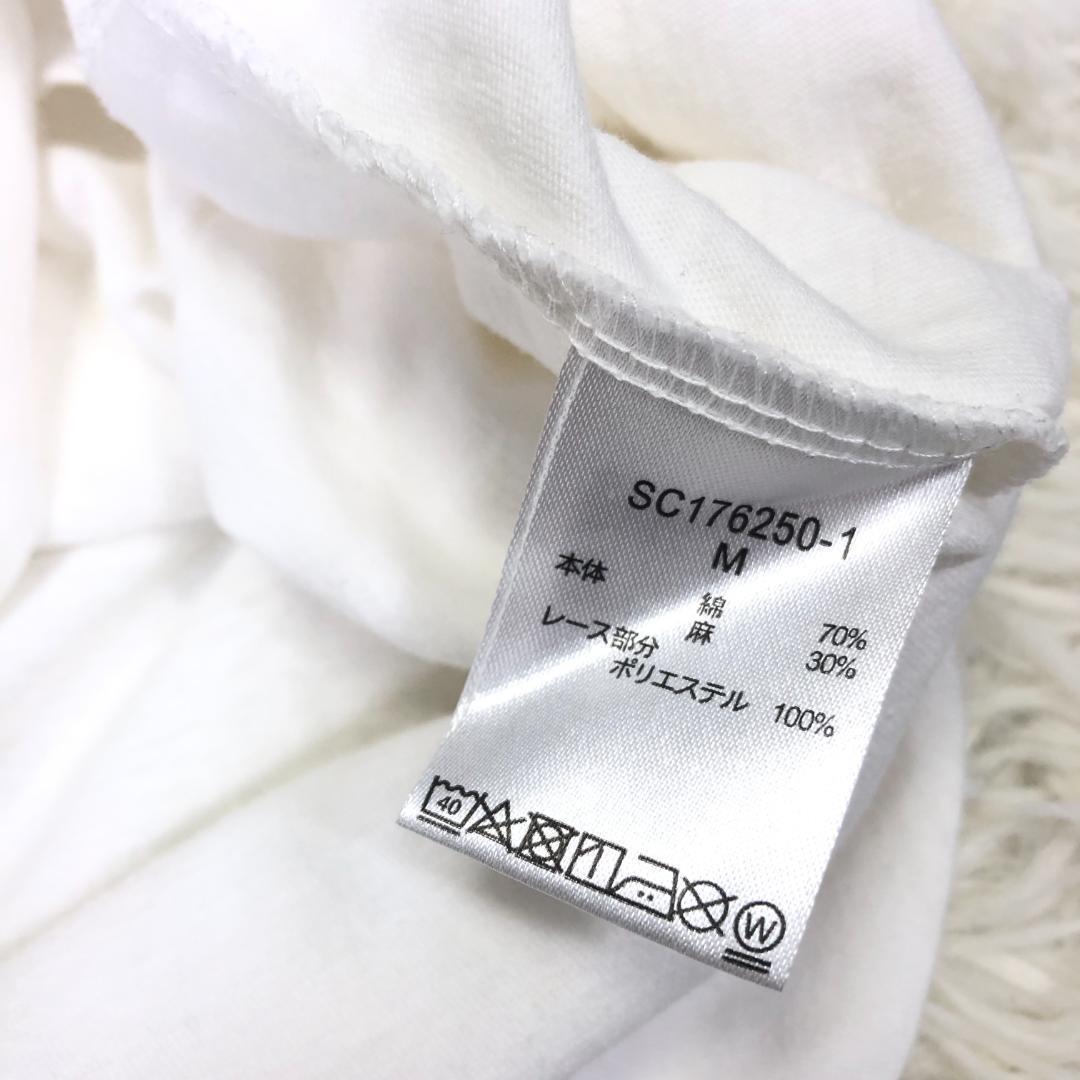 SC176250-1
M
本体
綿 70%
麻 30%
レース部分
ポリエステル 100%
40
W